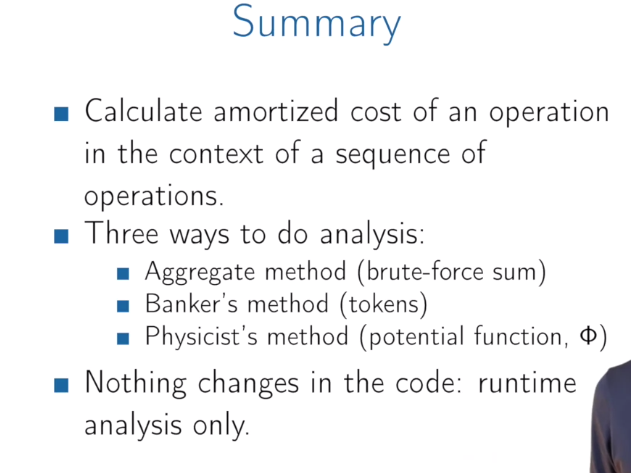 Summary
Calculate amortized cost of an operation
in the context of a sequence of
operations.
Three ways to do analysis:
Aggregate method (brute-force sum)
Banker's method (tokens)
Physicist's method (potential function, Φ)
Nothing changes in the code: runtime
analysis only.